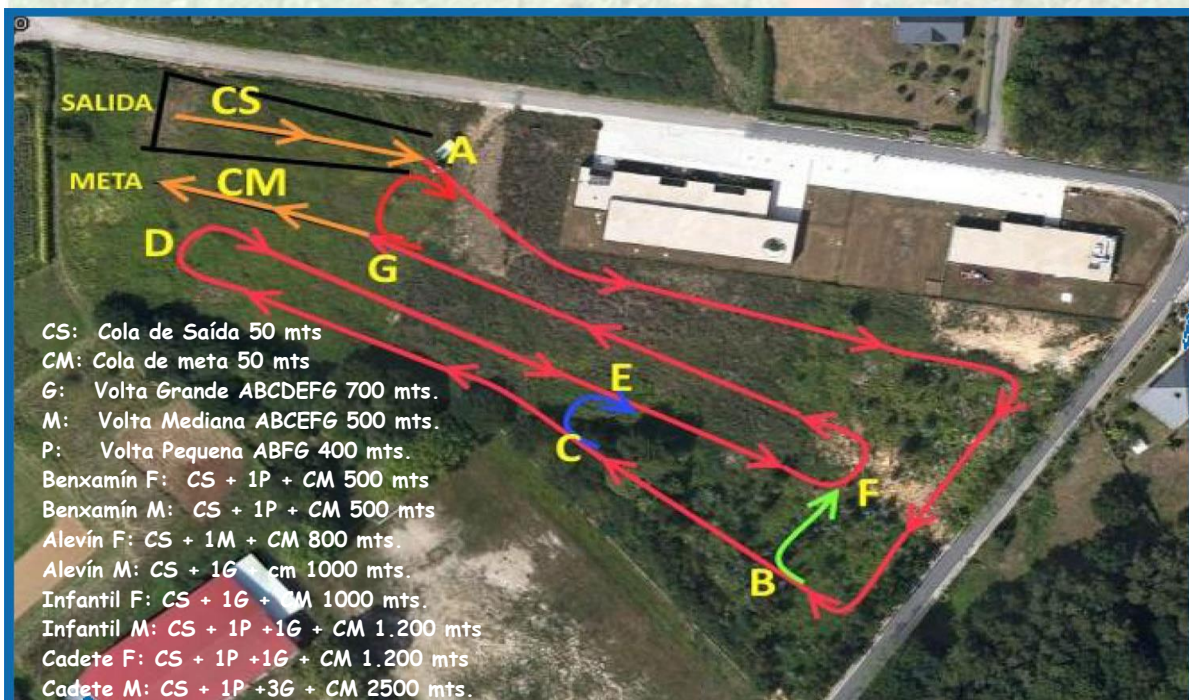 SALIDA
CS
A
META
CM
D
G
CS: Cola de Saída 50 mts
CM: Cola de meta 50 mts
G: Volta Grande ABCDEFG 700 mts.
M: Volta Mediana ABCEFG 500 mts.
P: Volta Pequena ABFG 400 mts.
Benxamín F: CS + 1P + CM 500 mts
Benxamín M: CS + 1P + CM 500 mts
Alevín F: CS + 1M + CM 800 mts.
Alevín M: CS + 1G + cm 1000 mts.
Infantil F: CS + 1G + CM 1000 mts.
Infantil M: CS + 1P +1G + CM 1.200 mts
Cadete F: CS + 1P +1G + CM 1.200 mts
Cadete M: CS + 1P +3G + CM 2500 mts.
E
C
F
B